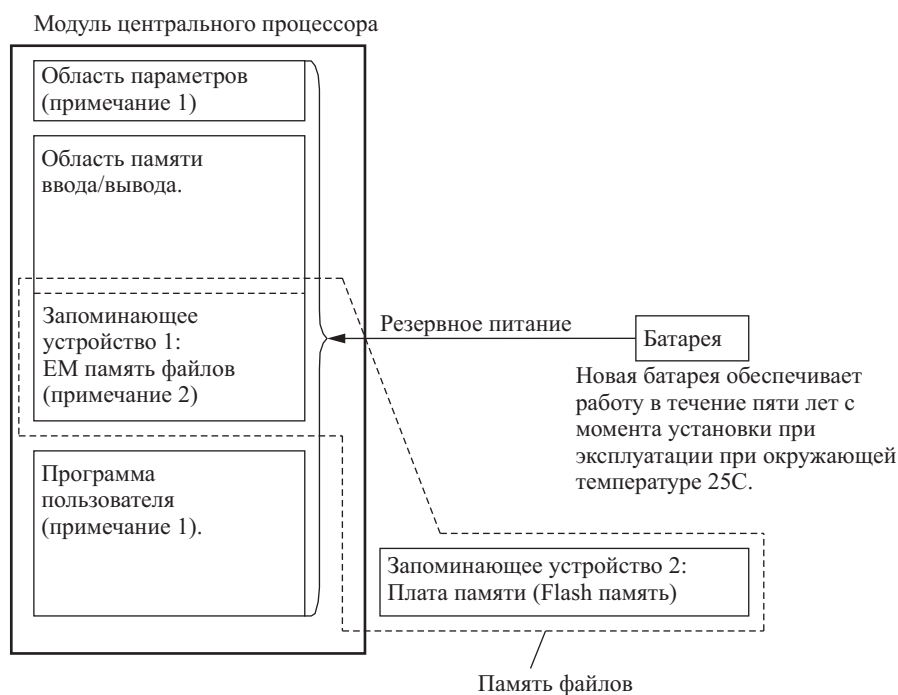 Модуль центрального процессора
Область параметров
(примечание 1)
Область памяти
ввода/вывода.
Запоминающее
устройство 1:
EM память файлов
(примечание 2)
Резервное питание
Батарея
Новая батарея обеспечивает
работу в течение пяти лет с
момента установки при
эксплуатации при окружающей
температуре 25С.
Программа
пользователя
(примечание 1).
Запоминающее устройство 2:
Плата памяти (Flash память)
Память файлов